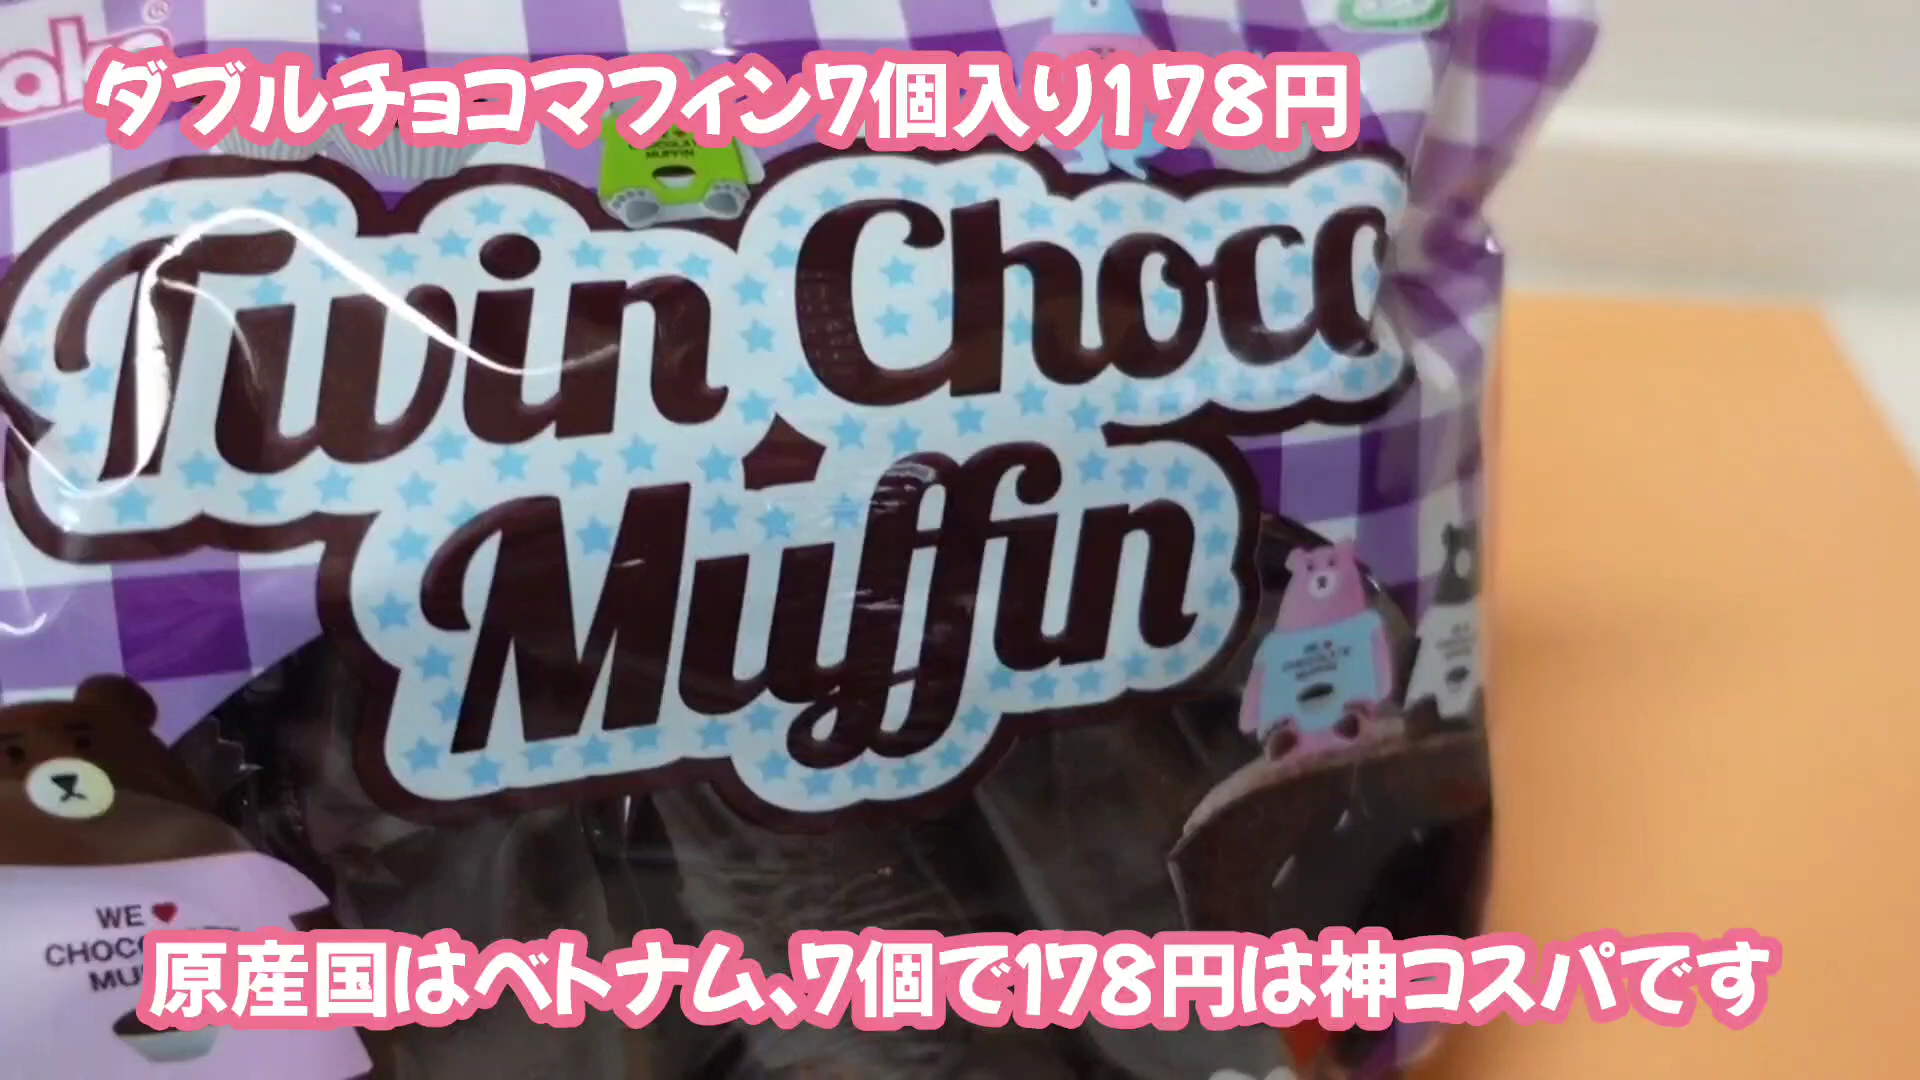 ダブルチョコマフィン7個入り178円
Twin Choco
Muffin
WE ♥
原産国はベトナム、7個で178円は神コスパです